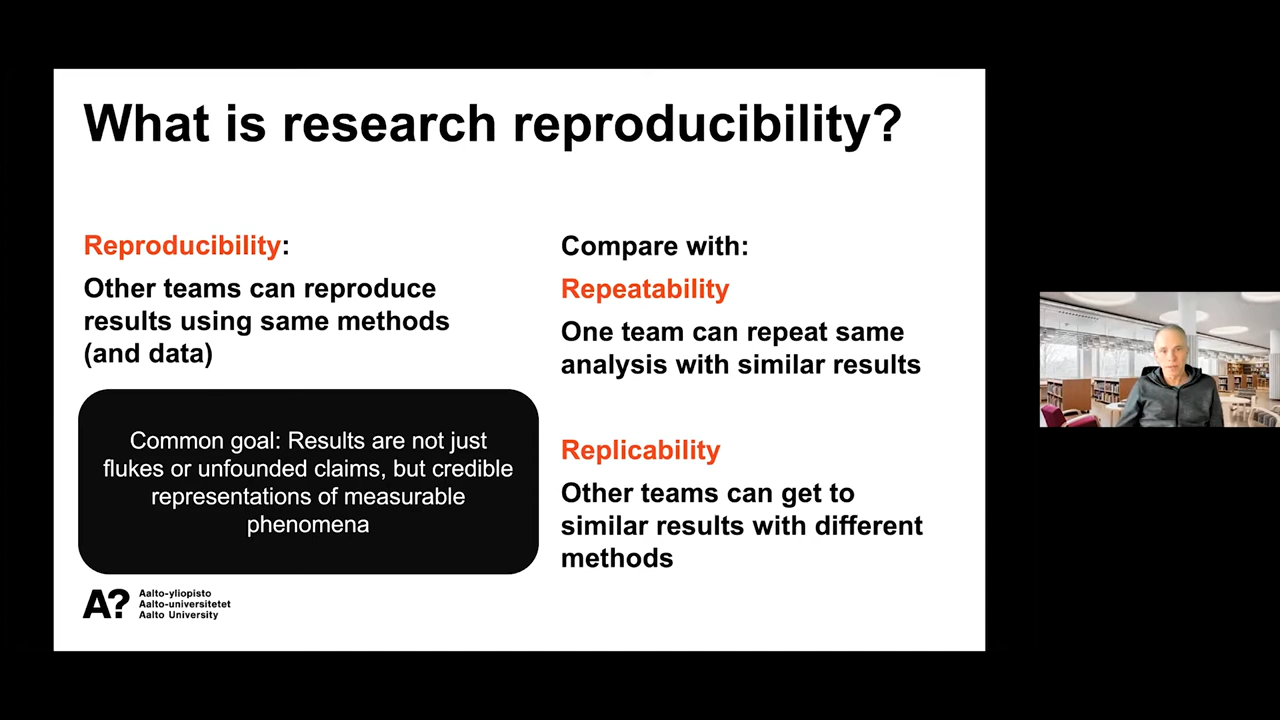 What is research reproducibility?
Reproducibility:
Other teams can reproduce
results using same methods
(and data)
Common goal: Results are not just
flukes or unfounded claims, but credible
representations of measurable
phenomena
Compare with:
Repeatability
One team can repeat same
analysis with similar results
Replicability
Other teams can get to
similar results with different
methods
A?
Aalto-yliopisto
Aalto-universitetet
Aalto University